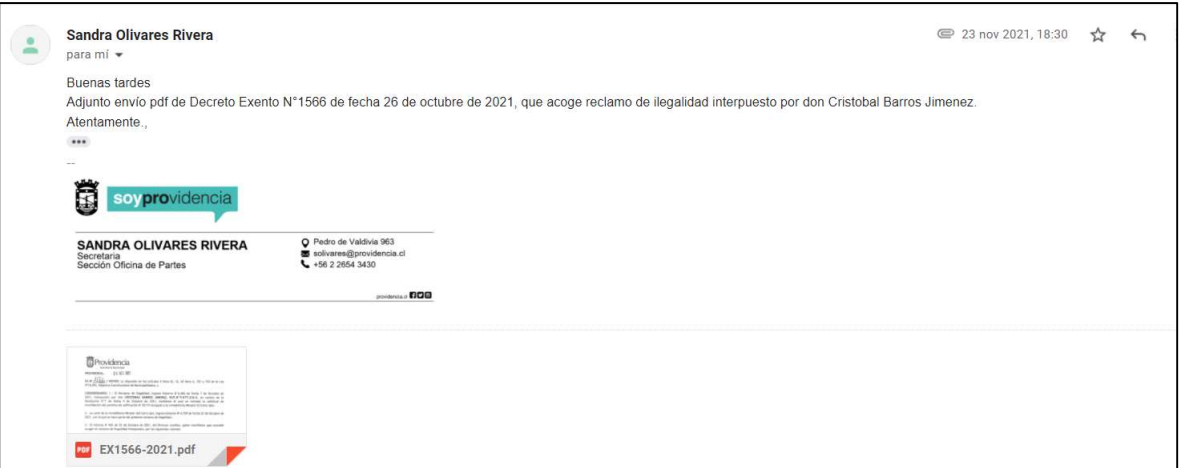 Sandra Olivares Rivera
23 nov 2021, 18:30
para mí
Buenas tardes
Adjunto envío pdf de Decreto Exento N°1566 de fecha 26 de octubre de 2021, que acoge reclamo de ilegalidad interpuesto por don Cristobal Barros Jimenez.
Atentamente.,
--
soyprovidencia
SANDRA OLIVARES RIVERA
Secretaria
Sección Oficina de Partes
Pedro de Valdivia 963
solivares@providencia.cl
+56 2 2654 3430
providencia.cl
Providencia
PDF EX1566-2021.pdf